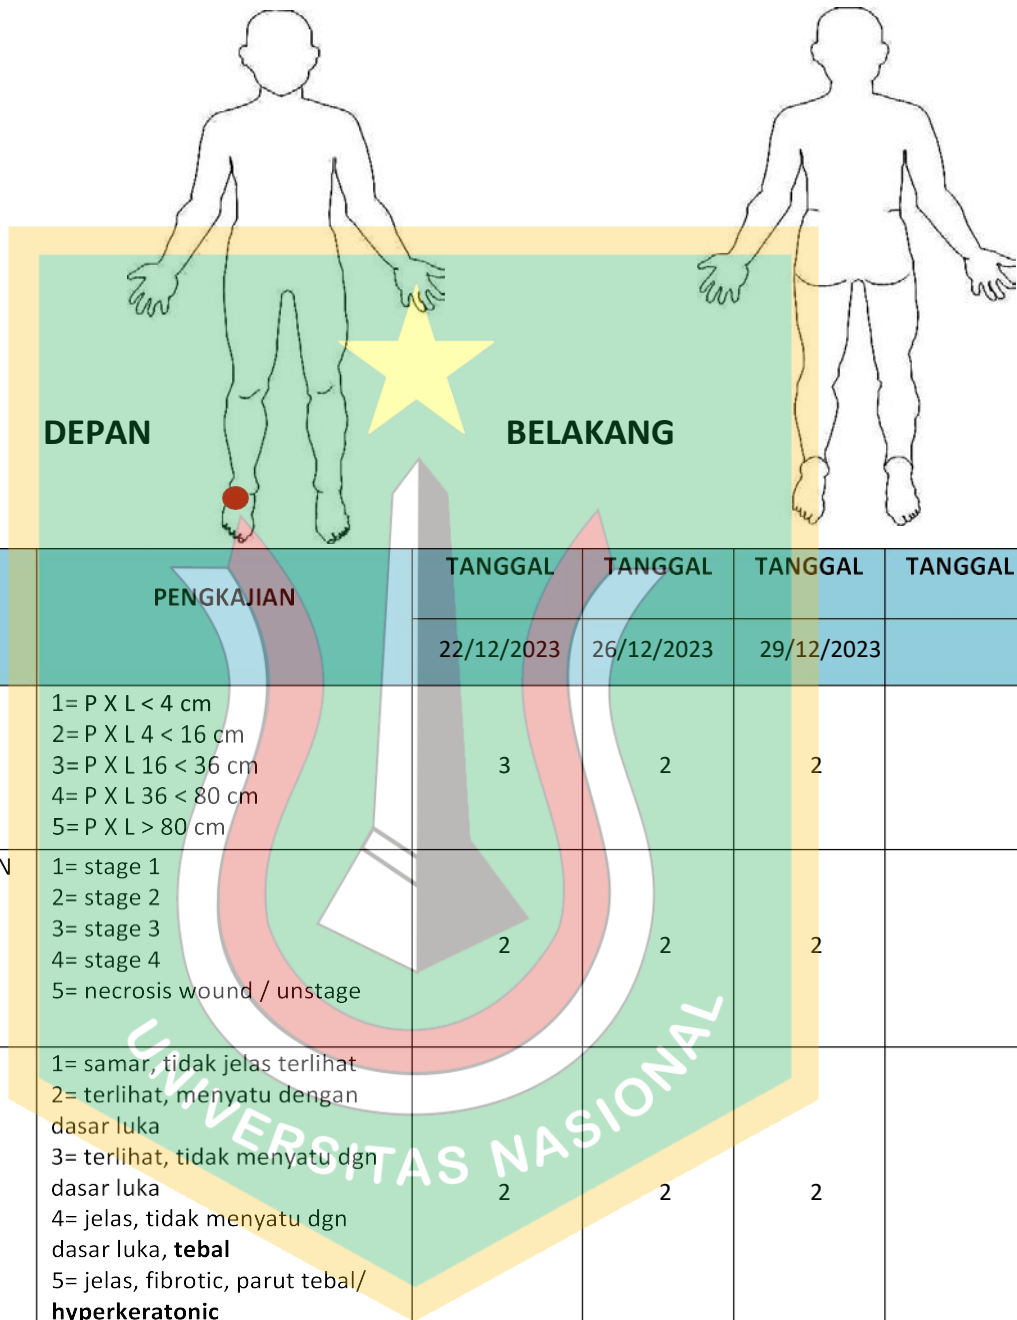 DEPAN
BELAKANG
PENGKAJIAN
TANGGAL
TANGGAL
TANGGAL
TANGGAL
22/12/2023
26/12/2023
29/12/2023
1= P X L < 4 cm
2= P X L 4 < 16 cm
3= P X L 16 < 36 cm
4= P X L 36 < 80 cm
5= P X L > 80 cm
3
2
2
N
1= stage 1
2= stage 2
3= stage 3
4= stage 4
5= necrosis wound / unstage
2
2
2
1= samar, tidak jelas terlihat
2= terlihat, menyatu dengan
dasar luka
3= terlihat, tidak menyatu dgn
dasar luka
4= jelas, tidak menyatu dgn
dasar luka, tebal
5= jelas, fibrotic, parut tebal/
hyperkeratonic
2
2
2
UNIVERSITAS NASIONAL